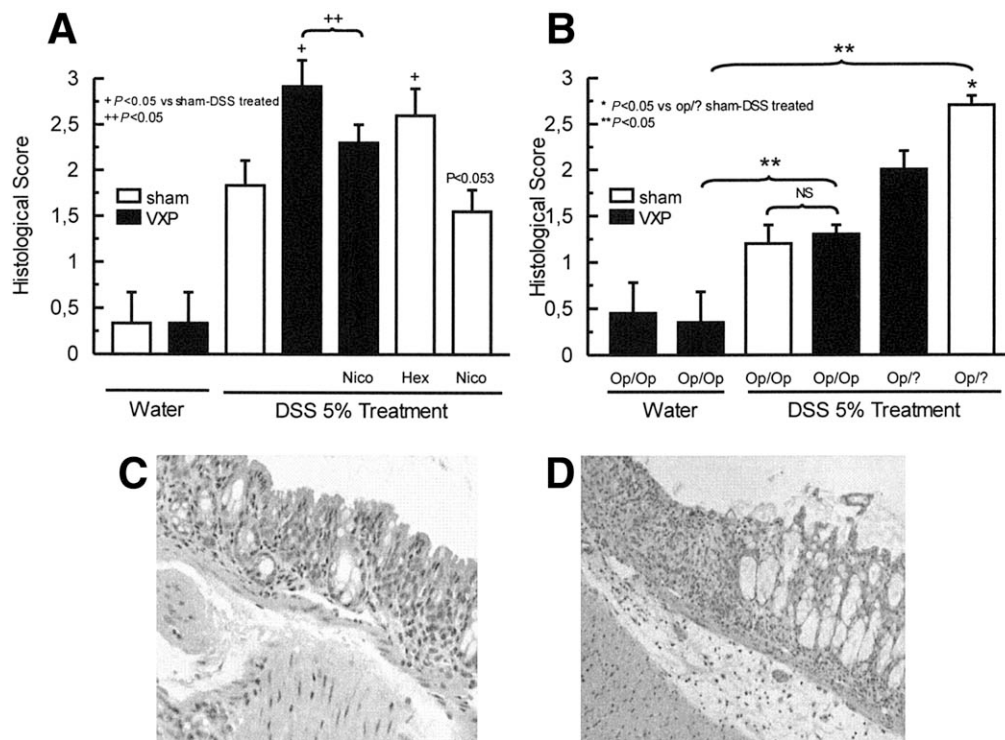 A
++
+
+
3
2,5
2
1,5
1
0,5
0
Histological Score
+ P<0.05 vs sham-DSS treated
++P<0.05
sham
VXP
P<0.053
Nico
Hex
Nico
Water
DSS 5% Treatment
B
**
*
3
2,5
2
1,5
1
0,5
0
Histological Score
* P<0.05 vs op/? sham-DSS treated
**P<0.05
**
NS
sham
VXP
Op/Op
Op/Op
Op/Op
Op/Op
Op/?
Op/?
Water
DSS 5% Treatment
C
D